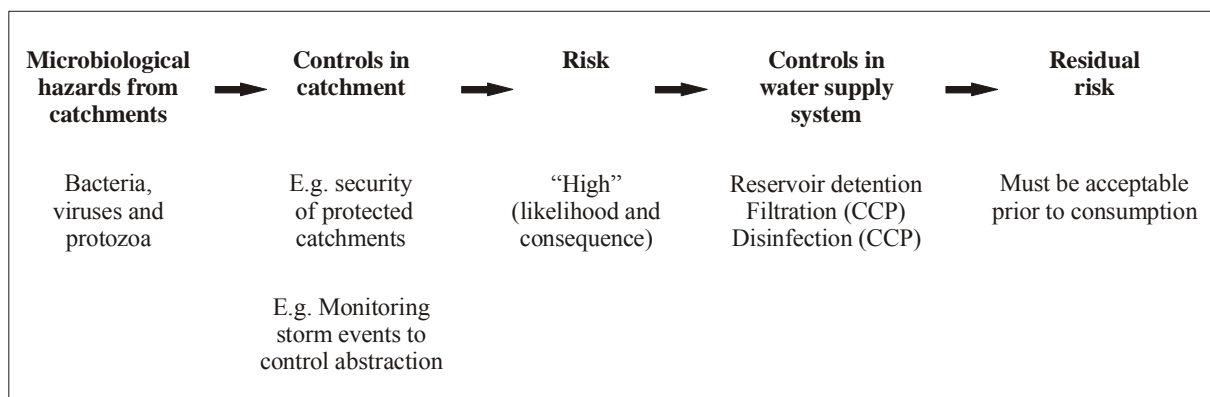 Microbiological
hazards from
catchments
Controls in
catchment
Risk
Controls in
water supply
system
Residual
risk
Bacteria,
viruses and
protozoa
E.g. security
of protected
catchments
E.g. Monitoring
storm events to
control abstraction
“High”
(likelihood and
consequence)
Reservoir detention
Filtration (CCP)
Disinfection (CCP)
Must be acceptable
prior to consumption